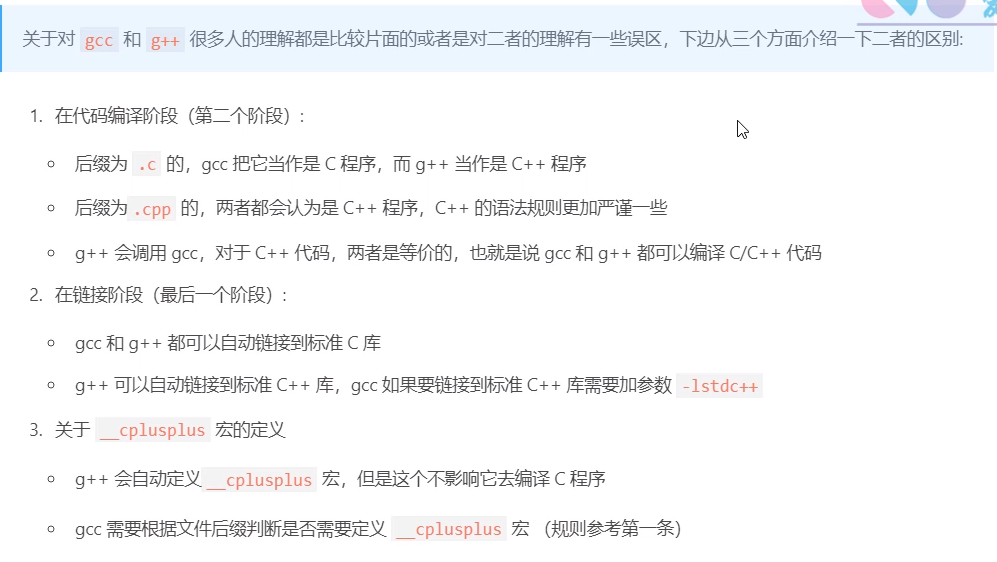 关于对 gcc 和 g++ 很多人的理解都是比较片面的或者是对二者的理解有一些误区，下边从三个方面介绍一下二者的区别:
1. 在代码编译阶段（第二个阶段）:
后缀为 .c 的，gcc 把它当作是 C 程序，而 g++ 当作是 C++ 程序
后缀为 .cpp 的，两者都会认为是 C++ 程序，C++ 的语法规则更加严谨一些
g++ 会调用 gcc，对于 C++ 代码，两者是等价的，也就是说 gcc 和 g++ 都可以编译 C/C++ 代码
2. 在链接阶段（最后一个阶段）:
gcc 和 g++ 都可以自动链接到标准 C 库
g++ 可以自动链接到标准 C++ 库，gcc 如果要链接到标准 C++ 库需要加参数 -lstdc++
3. 关于 __cplusplus 宏的定义
g++ 会自动定义 __cplusplus 宏，但是这个不影响它去编译 C 程序
gcc 需要根据文件后缀判断是否需要定义 __cplusplus 宏 （规则参考第一条）